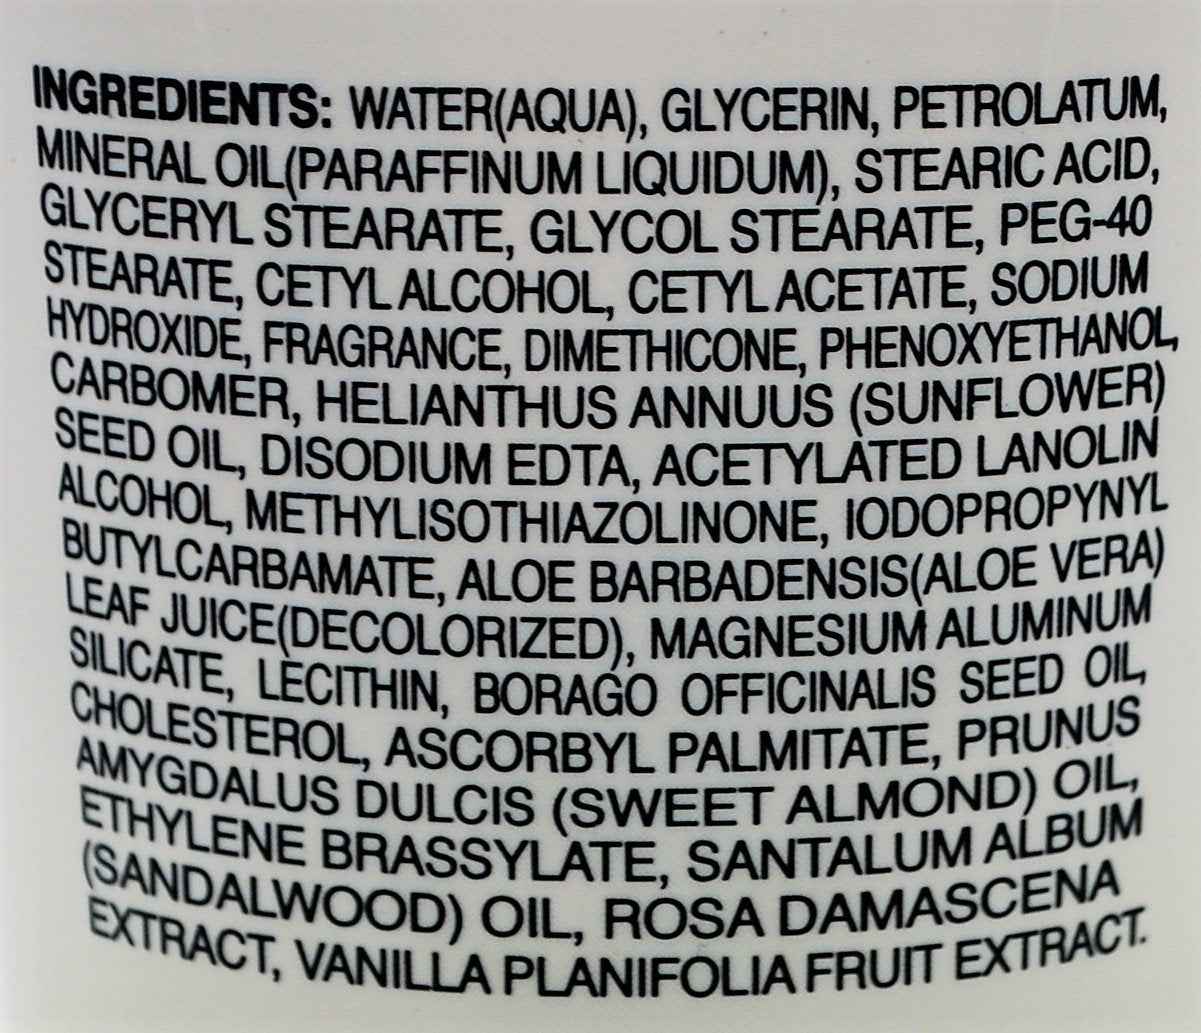 INGREDIENTS: WATER(AQUA), GLYCERIN, PETROLATUM,
MINERAL OIL(PARAFFINUM LIQUIDUM), STEARIC ACID,
GLYCERYL STEARATE, GLYCOL STEARATE, PEG-40
STEARATE, CETYL ALCOHOL, CETYL ACETATE, SODIUM
HYDROXIDE, FRAGRANCE, DIMETHICONE, PHENOXYETHANOL,
CARBOMER, HELIANTHUS ANNUUS (SUNFLOWER)
SEED OIL, DISODIUM EDTA, ACETYLATED LANOLIN
ALCOHOL, METHYLISOTHIAZOLINONE, IODOPROPYNYL
BUTYLCARBAMATE, ALOE BARBADENSIS(ALOE VERA)
LEAF JUICE(DECOLORIZED), MAGNESIUM ALUMINUM
SILICATE, LECITHIN, BORAGO OFFICINALIS SEED OIL,
CHOLESTEROL, ASCORBYL PALMITATE, PRUNUS
AMYGDALUS DULCIS (SWEET ALMOND) OIL,
ETHYLENE BRASSYLATE, SANTALUM ALBUM
(SANDALWOOD) OIL, ROSA DAMASCENA
EXTRACT, VANILLA PLANIFOLIA FRUIT EXTRACT.